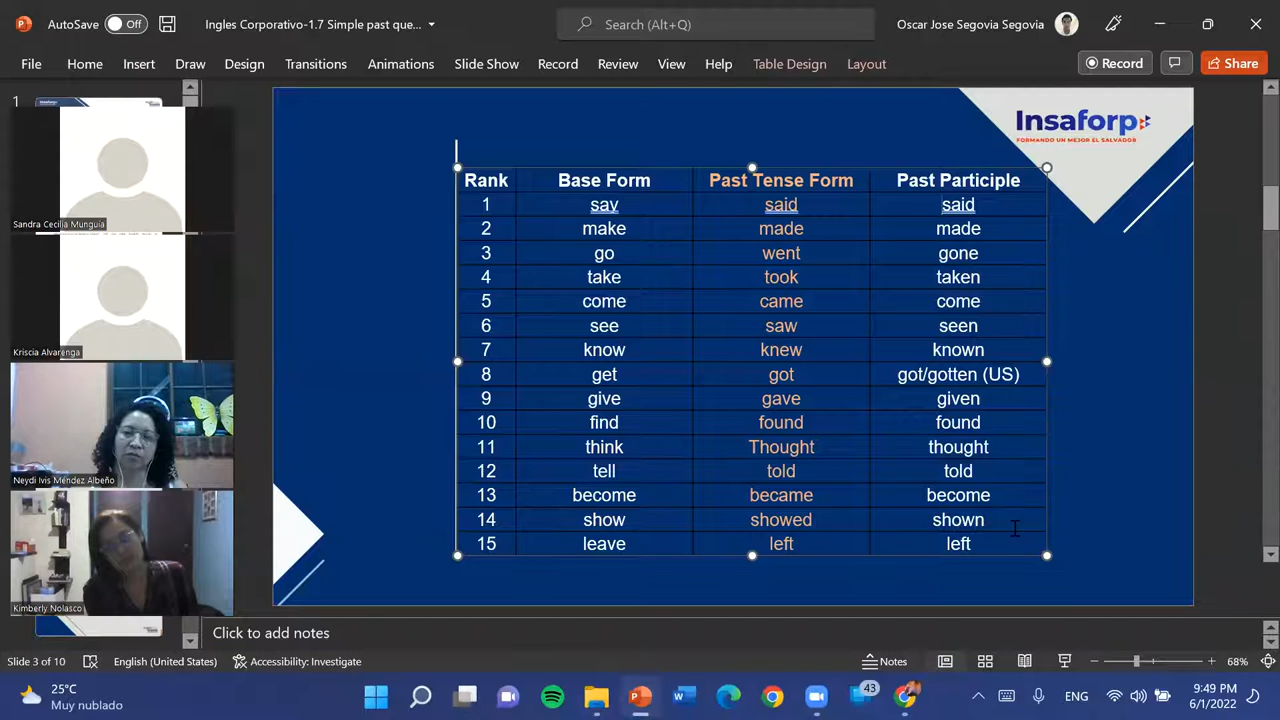 AutoSave Off Ingles Corporativo-1.7 Simple past que... Search (Alt+Q) Oscar Jose Segovia Segovia
File Home Insert Draw Design Transitions Animations Slide Show Record Review View Help Table Design Layout Record Share
1
Insaforp
FORMANDO UN MEJOR EL SALVADOR
Rank Base Form Past Tense Form Past Participle
1 say said said
2 make made made
3 go went gone
4 take took taken
5 come came come
6 see saw seen
7 know knew known
8 get got got/gotten (US)
9 give gave given
10 find found found
11 think Thought thought
12 tell told told
13 become became become
14 show showed shown
15 leave left left
Sandra Cecilia Munguía
Kriscia Alvarenga
Neydi Ivis Méndez Albeño
Kimberly Nolasco
Click to add notes
Slide 3 of 10 English (United States) Accessibility: Investigate Notes 68%
25°C
Muy nublado
43
ENG
9:49 PM
6/1/2022